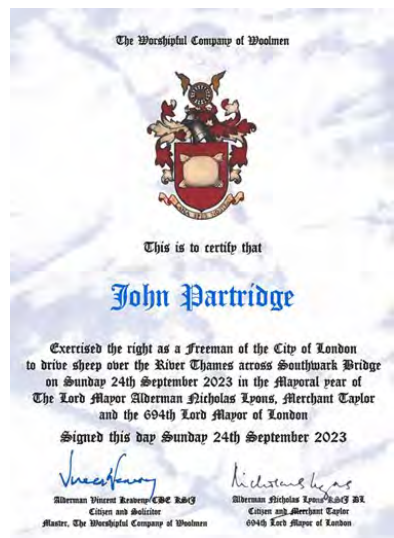 The Worshipful Company of Woolmen
This is to certify that
John Partridge
Exercised the right as a Freeman of the City of London
to drive sheep over the River Thames across Southwark Bridge
on Sunday 24th September 2023 in the Mayoral year of
The Lord Mayor Alderman Nicholas Lyons, Merchant Taylor
and the 694th Lord Mayor of London
Signed this day Sunday 24th September 2023
Alderman Vincent Keaveny CBE KStJ
Alderman Nicholas Lyons KStJ DL
Citizen and Solicitor
Citizen and Merchant Taylor
Master, The Worshipful Company of Woolmen
694th Lord Mayor of London